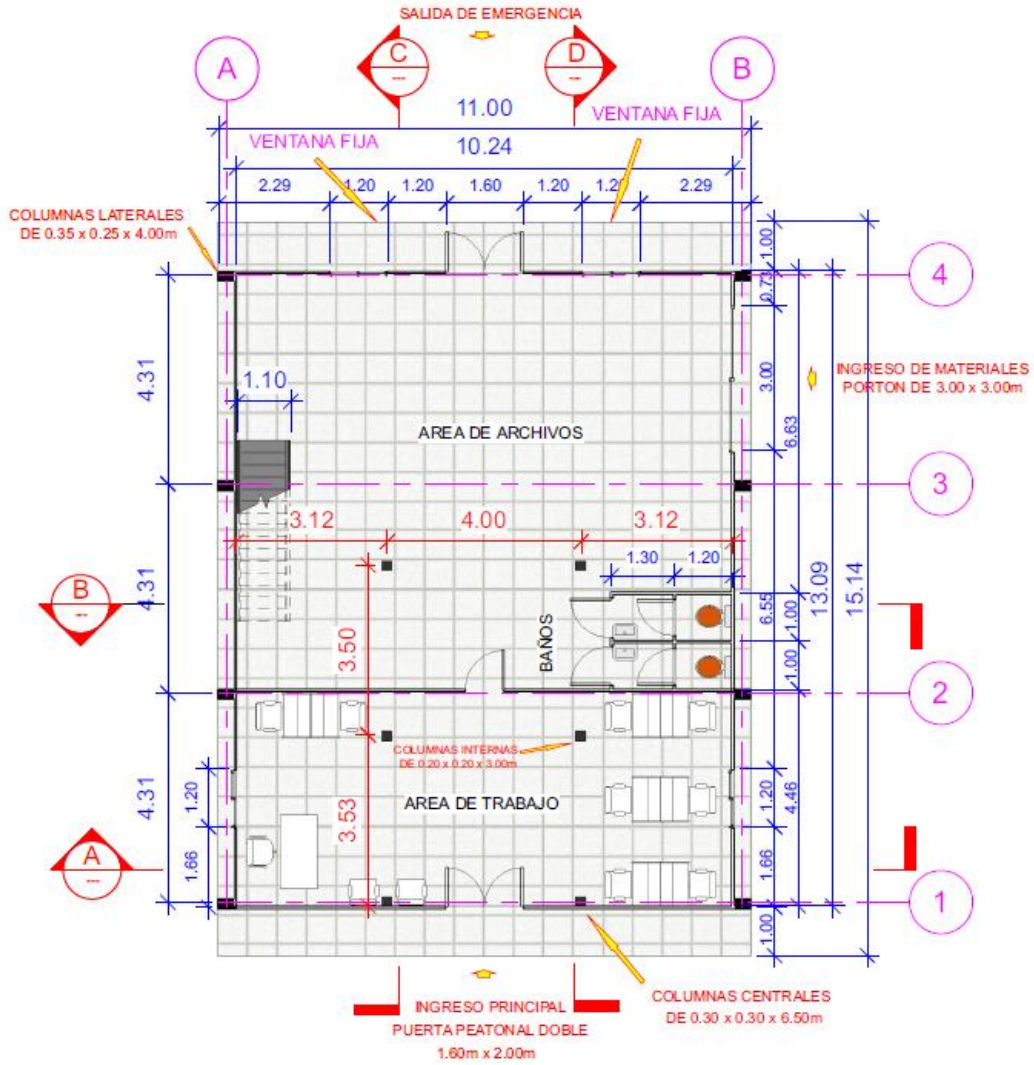 SALIDA DE EMERGENCIA
C
---
D
---
A
B
11.00
VENTANA FIJA
VENTANA FIJA
10.24
2.29
1.20
1.20
1.60
1.20
2.29
COLUMNAS LATERALES
DE 0.35 x 0.25 x 4.00m
1.00
0.73
4
4.31
1.10
3.00
INGRESO DE MATERIALES
PORTON DE 3.00 x 3.00m
6.63
AREA DE ARCHIVOS
3
3.12
4.00
3.12
1.30
1.20
13.09
15.14
B
---
4.31
3.50
BAÑOS
6.55
1.00
1.00
2
COLUMNAS INTERNAS
DE 0.20 x 0.20 x 3.00m
4.31
1.20
3.53
AREA DE TRABAJO
1.20
4.46
A
---
1.66
1.66
1
1.00
INGRESO PRINCIPAL
PUERTA PEATONAL DOBLE
1.60m x 2.00m
COLUMNAS CENTRALES
DE 0.30 x 0.30 x 6.50m